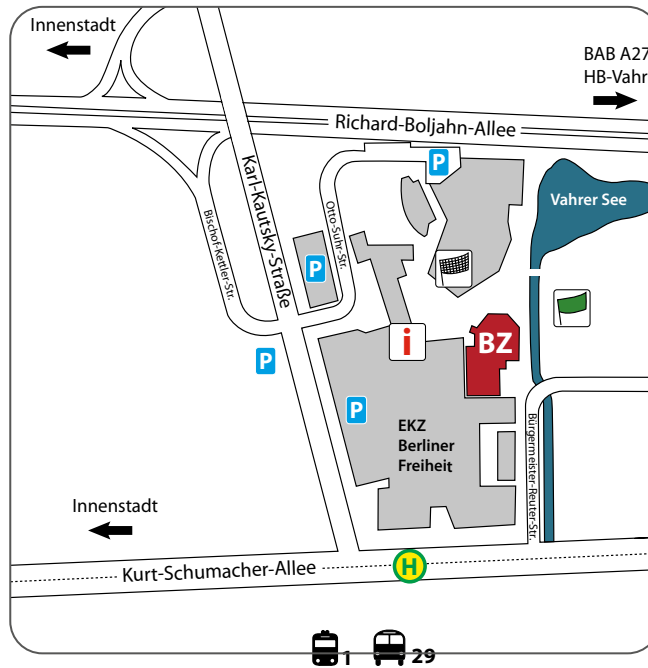 Innenstadt
BAB A27
HB-Vahr
Richard-Boljahn-Allee
P
Karl-Kautsky-Straße
Bischof-Kettler-Str.
Otto-Suhr-Str.
Vahrer See
P
i
BZ
P
P
EKZ
Berliner
Freiheit
Bürgermeister-Reuter-Str.
Innenstadt
Kurt-Schumacher-Allee
H
1
29